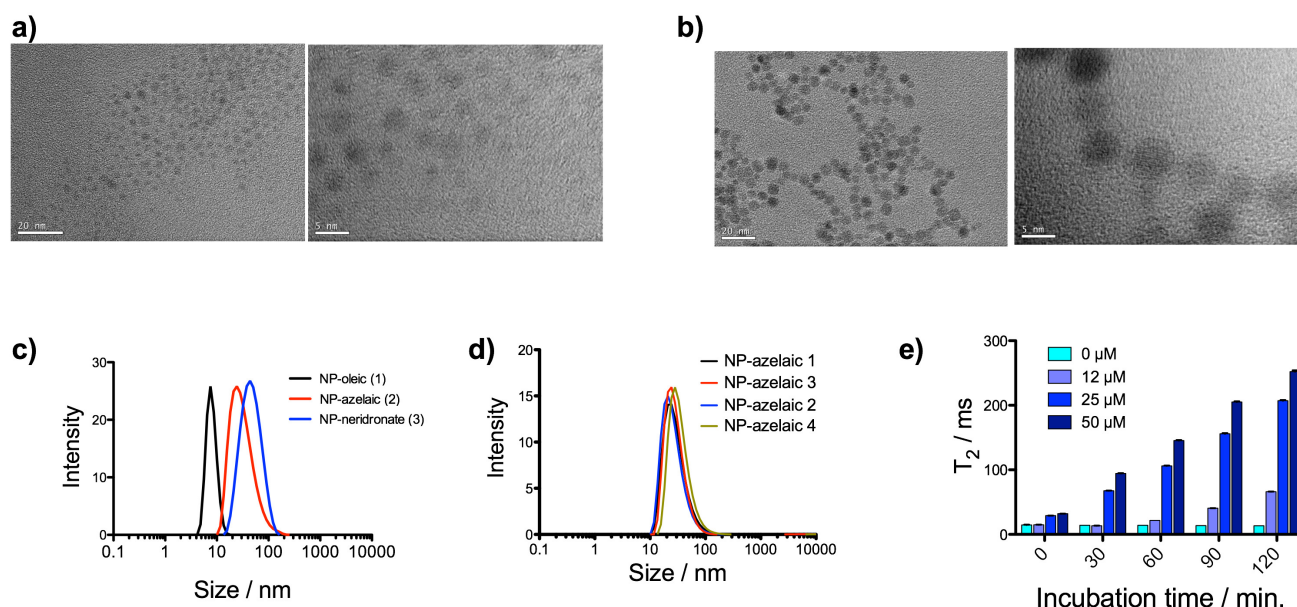 a)
b)
20 nm
5 nm
20 nm
5 nm
c)
30
20
10
0
0.1 1 10 100 1000 10000
Intensity
Size / nm
NP-oleic (1)
NP-azelaic (2)
NP-neridronate (3)
d)
20
15
10
5
0
0.1 1 10 100 1000 10000
Intensity
Size / nm
NP-azelaic 1
NP-azelaic 3
NP-azelaic 2
NP-azelaic 4
e)
300
200
100
0
T2 / ms
0 µM
12 µM
25 µM
50 µM
0 30 60 90 120
Incubation time / min.